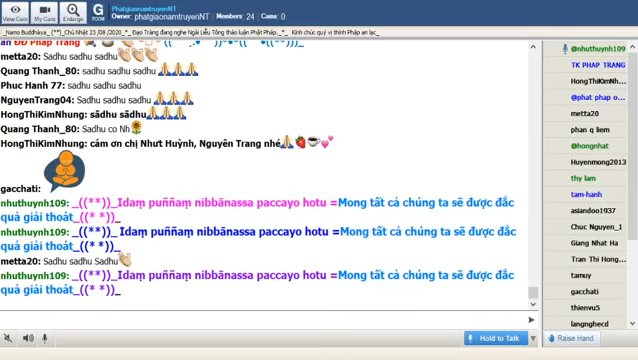 Phatgiaonamtruyen/NT
Owner: phatgiaonamtruyenNT Members: 24 Cams: 0
View Cam My Cam Enlarge G ROOM
_Namo Buddhāya_ (**)_Chủ Nhật 23 /08 /2020_* _Đạo Tràng đang nghe Ngài Liễu Tông thảo luận Phật Pháp._* _Kính chúc quý vị thính Pháp an lạc_
metta20: Sadhu sadhu sadhu
Quang Thanh_80: sadhu sadhu sadhu
Phuc Hanh 77: sadhu sadhu sadhu
NguyenTrang04: Sadhu sadhu sadhu
HongThiKimNhung: sādhu sādhu
Quang Thanh_80: Sadhu co Nh
HongThiKimNhung: cám ơn chị Như Huỳnh, Nguyên Trang nhé
gacchati:
nhuthuynh109: _((**))_Idaṃ puññaṃ nibbānassa paccayo hotu =Mong tất cả chúng ta sẽ được đắc
quả giải thoát_((* *))_
nhuthuynh109: _((**))_Idaṃ puññaṃ nibbānassa paccayo hotu =Mong tất cả chúng ta sẽ được đắc
quả giải thoát_((* *))_
metta20: Sadhu sadhu Sadhu
nhuthuynh109: _((**))_Idaṃ puññaṃ nibbānassa paccayo hotu =Mong tất cả chúng ta sẽ được đắc
quả giải thoát_((* *))_
Hold to Talk
@nhuthuynh109
TK PHAP TRANG
HongThiKimNh...
@phat phap o...
metta20
phan q liem
@hongnhat
Huyenmong2013
thy lam
tam-hanh
asiandoo1937
Chuc Nguyen_1
Giang Nhat Ha
Tran Thi Hong...
tamuy
gacchati
thienvu5
langnghecd
Raise Hand